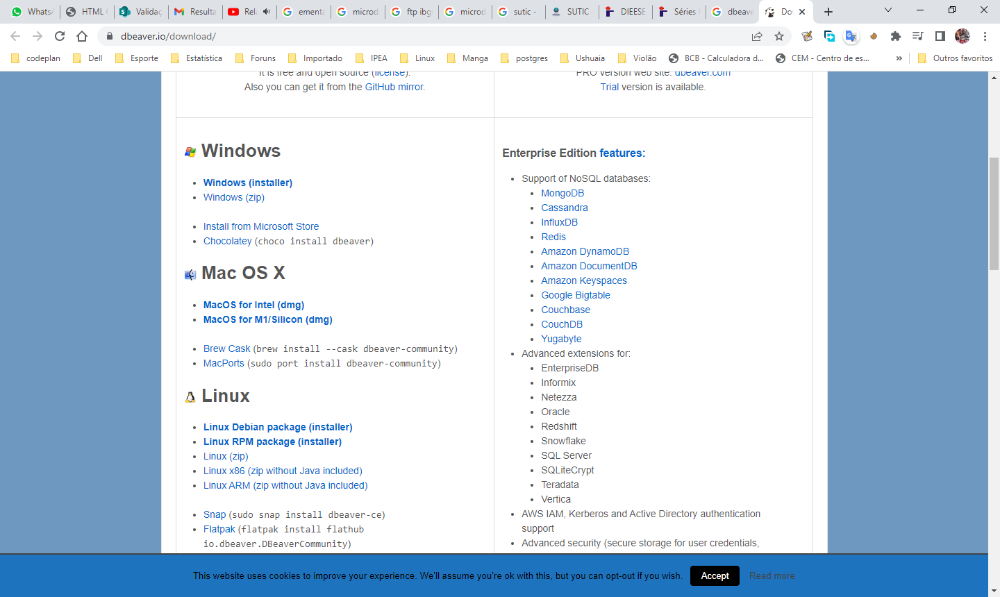 WhatsA
HTML (
Validaç
Resulta
Rela
ementa
microd
ftp ibg
microd
sutic -
SUTIC
DIEESE
Séries
dbeave
Do
dbeaver.io/download/
codeplan
Dell
Esporte
Estatística
Foruns
Importado
IPEA
Linux
Manga
postgres
Ushuaia
Violão
BCB - Calculadora d...
CEM - Centro de es...
»
Outros favoritos
It is free and open source (license).
Also you can get it from the GitHub mirror.
PRO version web site: dbeaver.com
Trial version is available.
Windows
Windows (installer)
Windows (zip)
Install from Microsoft Store
Chocolatey (choco install dbeaver)
Mac OS X
MacOS for Intel (dmg)
MacOS for M1/Silicon (dmg)
Brew Cask (brew install --cask dbeaver-community)
MacPorts (sudo port install dbeaver-community)
Linux
Linux Debian package (installer)
Linux RPM package (installer)
Linux (zip)
Linux x86 (zip without Java included)
Linux ARM (zip without Java included)
Snap (sudo snap install dbeaver-ce)
Flatpak (flatpak install flathub
io.dbeaver.DBeaverCommunity)
Enterprise Edition features:
Support of NoSQL databases:
MongoDB
Cassandra
InfluxDB
Redis
Amazon DynamoDB
Amazon DocumentDB
Amazon Keyspaces
Google Bigtable
Couchbase
CouchDB
Yugabyte
Advanced extensions for:
EnterpriseDB
Informix
Netezza
Oracle
Redshift
Snowflake
SQL Server
SQLiteCrypt
Teradata
Vertica
AWS IAM, Kerberos and Active Directory authentication
support
Advanced security (secure storage for user credentials,
This website uses cookies to improve your experience. We'll assume you're ok with this, but you can opt-out if you wish.
Accept
Read more